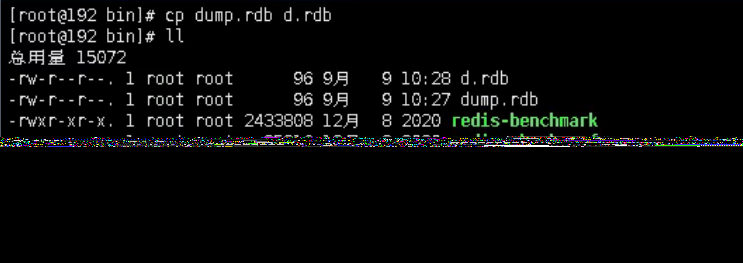 [root@192 bin]# cp dump.rdb d.rdb
[root@192 bin]# ll
总用量 15072
-rw-r--r--. 1 root root 96 9月 9 10:28 d.rdb
-rw-r--r--. 1 root root 96 9月 9 10:27 dump.rdb
-rwxr-xr-x. 1 root root 2433808 12月 8 2020 redis-benchmark